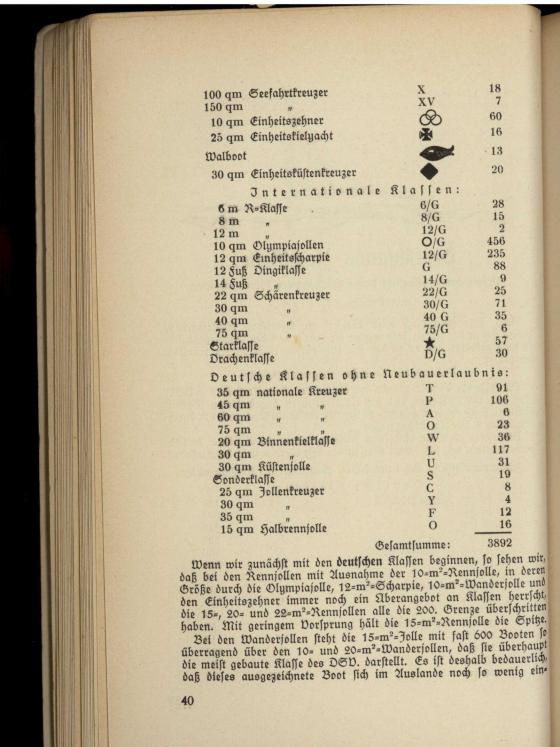 100 qm Seefahrtkreuzer X 18
150 qm „ XV 7
10 qm Einheitszehner 60
25 qm Einheitskielyacht 16
Walboot 13
30 qm Einheitsküstenkreuzer 20
Internationale Klassen:
6 m R=Klasse 6/G 28
8 m „ 8/G 15
12 m „ 12/G 2
10 qm Olympiajollen O/G 456
12 qm Einheitscharpie 12/G 235
12 Fuß Dingiklasse G 88
14 Fuß „ 14/G 9
22 qm Schärenkreuzer 22/G 25
30 qm „ 30/G 71
40 qm „ 40 G 35
75 qm „ 75/G 6
Starklasse ★ 57
Drachenklasse D/G 30
Deutsche Klassen ohne Neubauerlaubnis:
35 qm nationale Kreuzer T 91
45 qm „ „ P 106
60 qm „ „ A 6
75 qm „ „ O 23
20 qm Binnenkielklasse W 36
30 qm „ L 117
30 qm Küstenjolle U 31
Sonderklasse S 19
25 qm Jollenkreuzer C 8
30 qm „ Y 4
35 qm „ F 12
15 qm Halbrennjolle O 16
Gesamtsumme: 3892
Wenn wir zunächst mit den deutschen Klassen beginnen, so sehen wir,
daß bei den Rennjollen mit Ausnahme der 10=m²=Rennjolle, in deren
Größe durch die Olympiajolle, 12=m²=Scharpie, 10=m²=Wanderjolle und
den Einheitszehner immer noch ein Überangebot an Klassen herrscht,
die 15=, 20= und 22=m²=Rennjollen alle die 200. Grenze überschritten
haben. Mit geringem Vorsprung hält die 15=m²=Rennjolle die Spitze.
Bei den Wanderjollen steht die 15=m²=Jolle mit fast 600 Booten so
überragend über den 10= und 20=m²=Wanderjollen, daß sie überhaupt
die meist gebaute Klasse des DSV. darstellt. Es ist deshalb bedauerlich,
daß dieses ausgezeichnete Boot sich im Auslande noch so wenig ein=
40